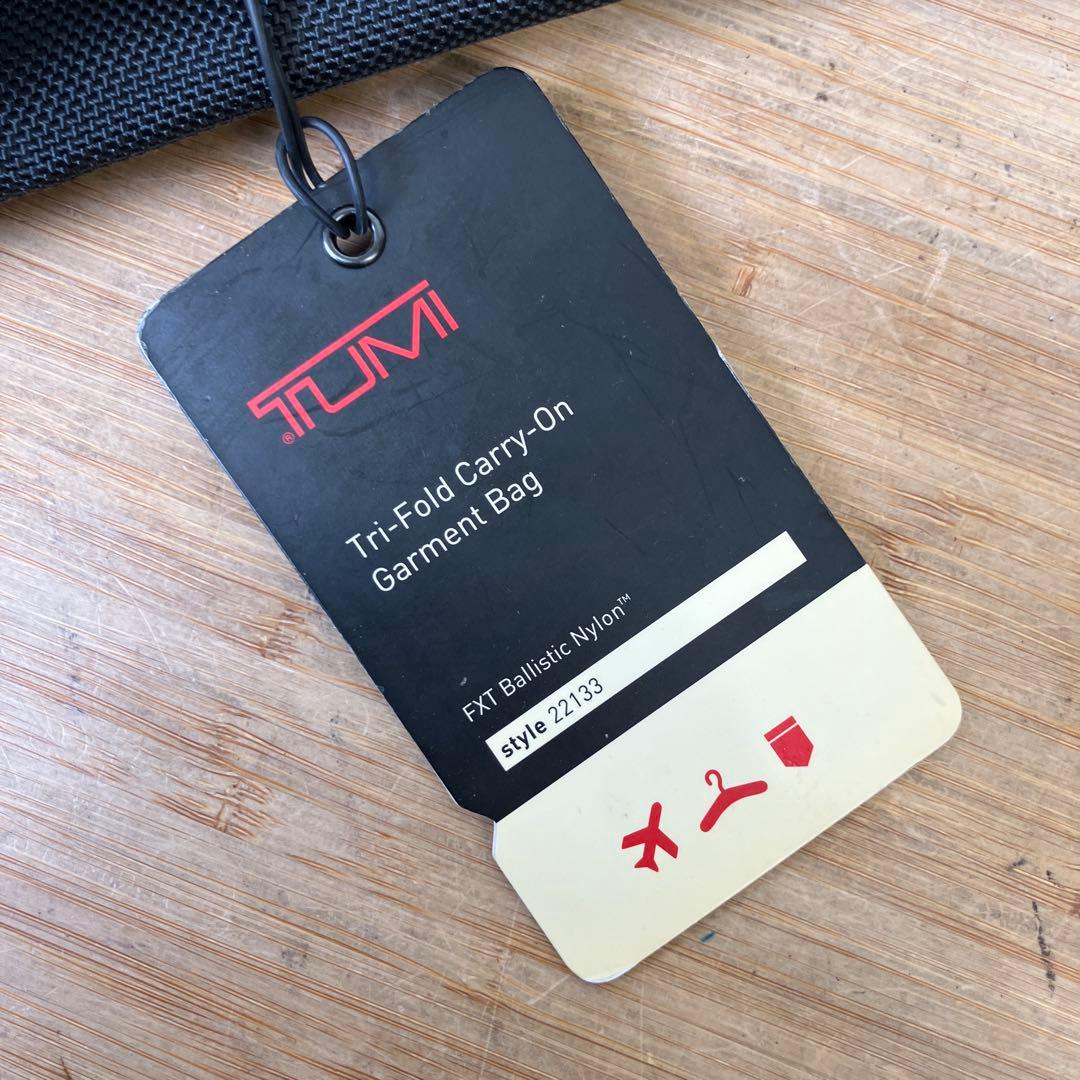 TUMI
®
Tri-Fold Carry-On
Garment Bag
FXT Ballistic Nylon™
style 22133